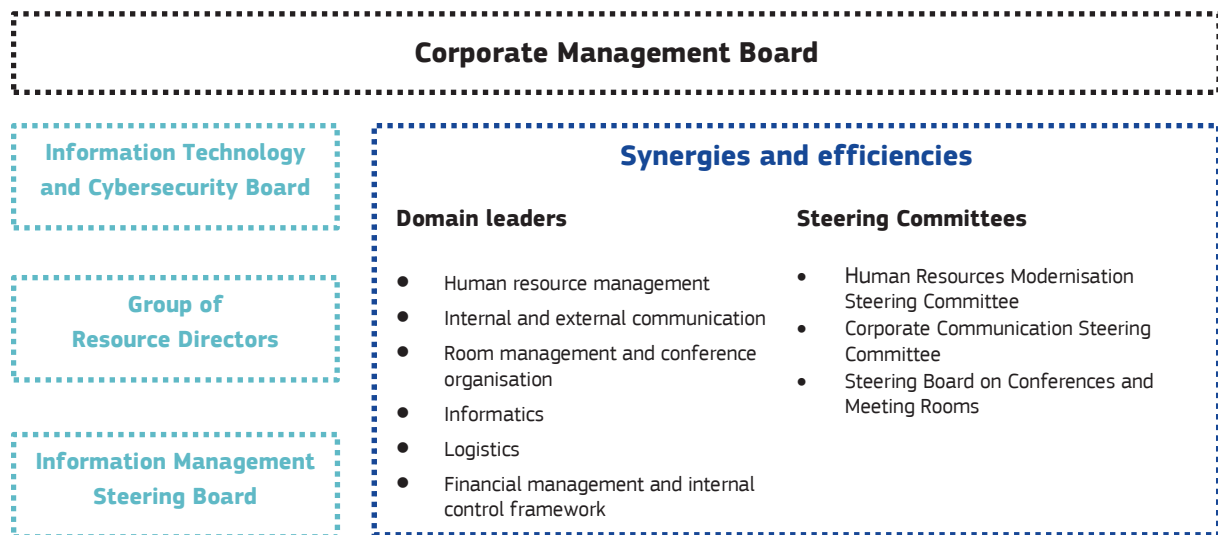 Corporate Management Board
Information Technology
and Cybersecurity Board
Group of
Resource Directors
Information Management
Steering Board
Synergies and efficiencies
Domain leaders
● Human resource management
● Internal and external communication
● Room management and conference
organisation
● Informatics
● Logistics
● Financial management and internal
control framework
Steering Committees
• Human Resources Modernisation
Steering Committee
• Corporate Communication Steering
Committee
• Steering Board on Conferences and
Meeting Rooms